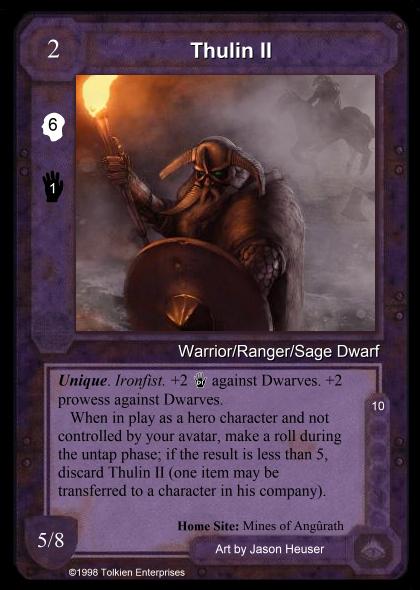 2
Thulin II
6
1
Warrior/Ranger/Sage Dwarf
Unique. Ironfist. +2 against Dwarves. +2
prowess against Dwarves.
When in play as a hero character and not
controlled by your avatar, make a roll during
the untap phase; if the result is less than 5,
discard Thulin II (one item may be
transferred to a character in his company).
10
Home Site: Mines of Angûrath
5/8
Art by Jason Heuser
©1998 Tolkien Enterprises